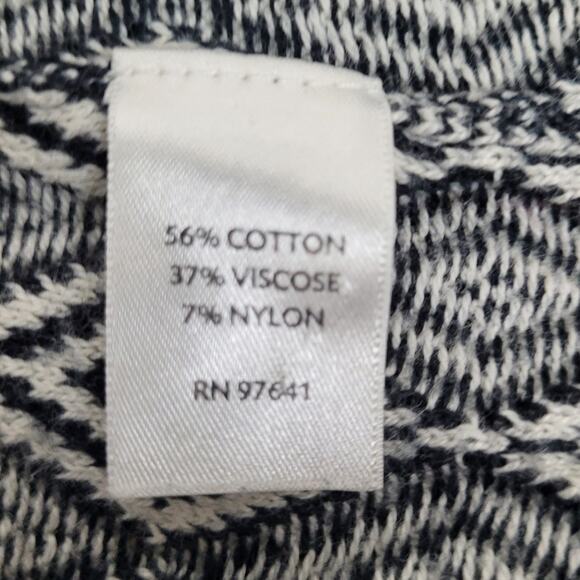 56% COTTON
37% VISCOSE
7% NYLON
RN 97641